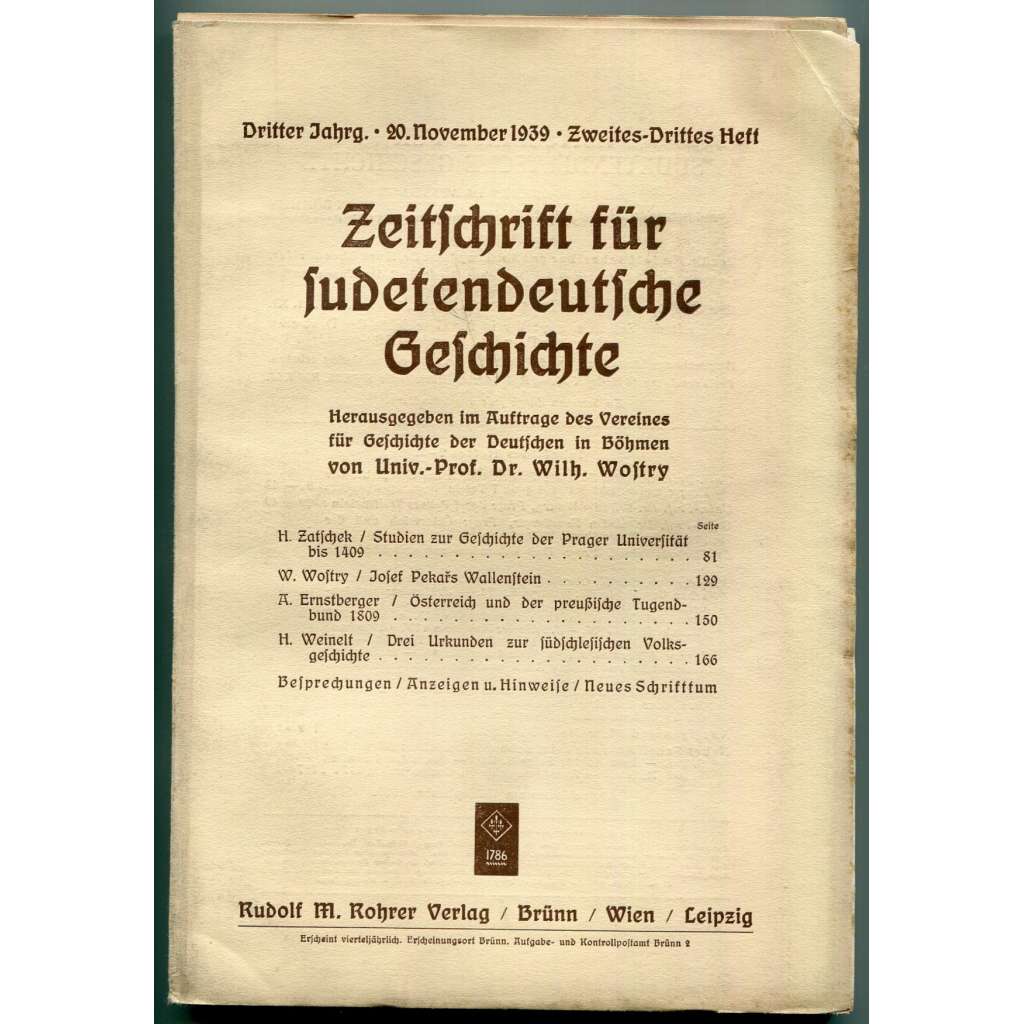 Dritter Jahrg. • 20. November 1939 • Zweites-Drittes Heft
Zeitſchrift für
ſudetendeutſche
Geſchichte
Herausgegeben im Auftrage des Vereines
für Geſchichte der Deutſchen in Böhmen
von Univ.-Prof. Dr. Wilh. Woſtry
Seite
H. Zatſchek / Studien zur Geſchichte der Prager Univerſität
bis 1409 . . . . . . . . . . . . . . . . . . . . 81
W. Woſtry / Joſef Pekařs Wallenſtein . . . . . . . . . . 129
A. Ernstberger / Öſterreich und der preußiſche Tugend-
bund 1809 . . . . . . . . . . . . . . . . . . . 150
H. Weinelt / Drei Urkunden zur ſüdſchleſiſchen Volks-
geſchichte . . . . . . . . . . . . . . . . . . . . 166
Beſprechungen / Anzeigen u. Hinweiſe / Neues Schrifttum
1786
Rudolf M. Rohrer Verlag / Brünn / Wien / Leipzig
Erſcheint vierteljährlich. Erſcheinungsort Brünn. Aufgabe- und Kontrollpoſtamt Brünn 2